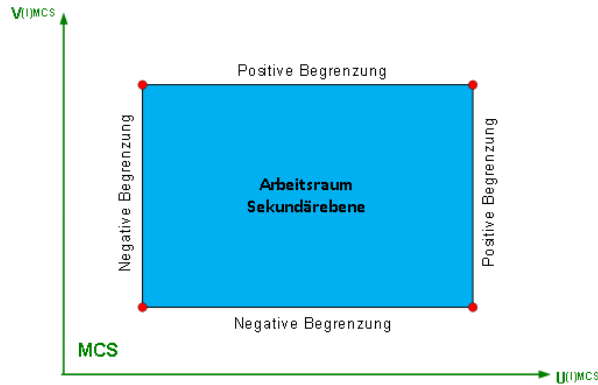 V(I)MCS
Positive Begrenzung
Negative Begrenzung
Arbeitsraum
Sekundärebene
Positive Begrenzung
Negative Begrenzung
MCS
U(I)MCS